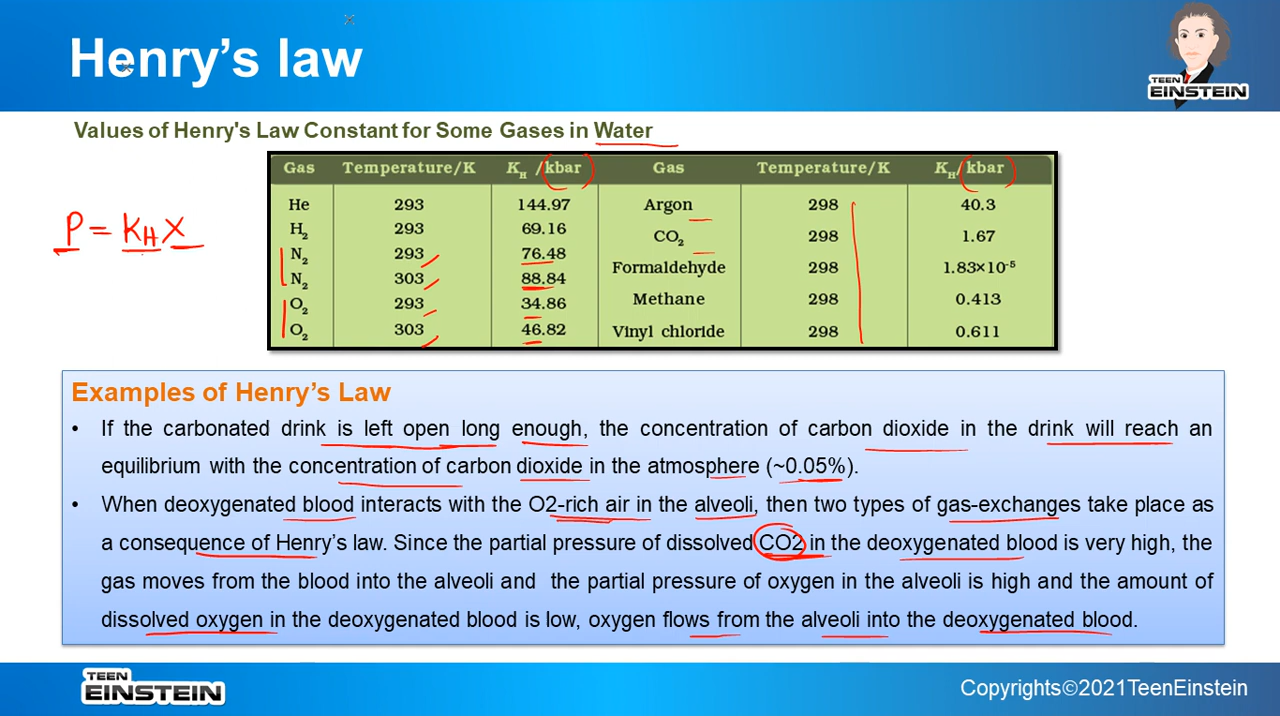 Henry's law
TEEN
EINSTEIN
Values of Henry's Law Constant for Some Gases in Water
Gas Temperature/K K_H /kbar Gas Temperature/K K_H/kbar
He 293 144.97 Argon 298 40.3
H₂ 293 69.16 CO₂ 298 1.67
N₂ 293 76.48 Formaldehyde 298 1.83×10⁻⁵
N₂ 303 88.84 Methane 298 0.413
O₂ 293 34.86 Vinyl chloride 298 0.611
O₂ 303 46.82
P = K_H X
Examples of Henry's Law
• If the carbonated drink is left open long enough, the concentration of carbon dioxide in the drink will reach an
equilibrium with the concentration of carbon dioxide in the atmosphere (~0.05%).
• When deoxygenated blood interacts with the O2-rich air in the alveoli, then two types of gas-exchanges take place as
a consequence of Henry's law. Since the partial pressure of dissolved CO2 in the deoxygenated blood is very high, the
gas moves from the blood into the alveoli and the partial pressure of oxygen in the alveoli is high and the amount of
dissolved oxygen in the deoxygenated blood is low, oxygen flows from the alveoli into the deoxygenated blood.
TEEN
EINSTEIN
Copyrights©2021TeenEinstein